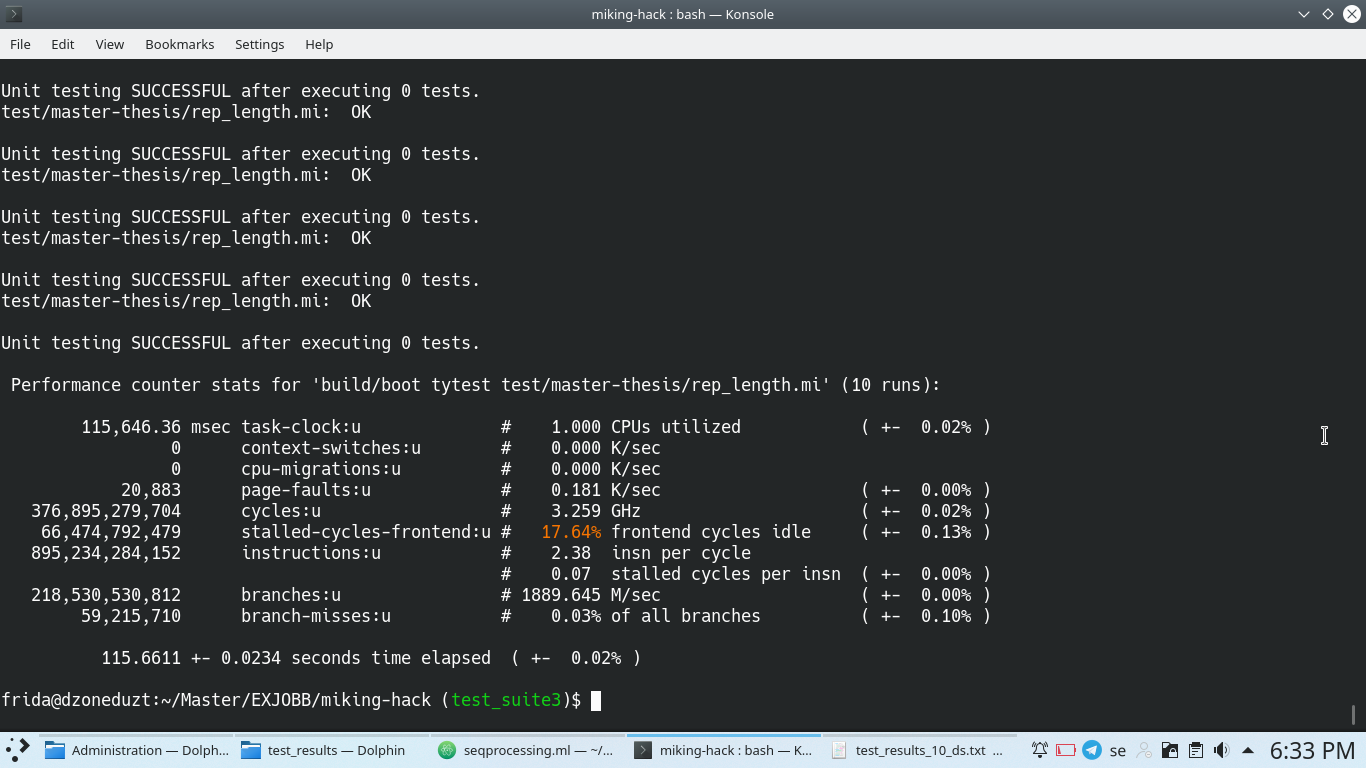 miking-hack : bash — Konsole
File Edit View Bookmarks Settings Help
Unit testing SUCCESSFUL after executing 0 tests.
test/master-thesis/rep_length.mi:  OK
Unit testing SUCCESSFUL after executing 0 tests.
test/master-thesis/rep_length.mi:  OK
Unit testing SUCCESSFUL after executing 0 tests.
test/master-thesis/rep_length.mi:  OK
Unit testing SUCCESSFUL after executing 0 tests.
test/master-thesis/rep_length.mi:  OK
Unit testing SUCCESSFUL after executing 0 tests.
Performance counter stats for 'build/boot tytest test/master-thesis/rep_length.mi' (10 runs):
115,646.36 msec task-clock:u # 1.000 CPUs utilized ( +- 0.02% )
0 context-switches:u # 0.000 K/sec
0 cpu-migrations:u # 0.000 K/sec
20,883 page-faults:u # 0.181 K/sec ( +- 0.00% )
376,895,279,704 cycles:u # 3.259 GHz ( +- 0.02% )
66,474,792,479 stalled-cycles-frontend:u # 17.64% frontend cycles idle ( +- 0.13% )
895,234,284,152 instructions:u # 2.38 insn per cycle
# 0.07 stalled cycles per insn ( +- 0.00% )
218,530,530,812 branches:u # 1889.645 M/sec ( +- 0.00% )
59,215,710 branch-misses:u # 0.03% of all branches ( +- 0.10% )
115.6611 +- 0.0234 seconds time elapsed ( +- 0.02% )
frida@dzoneduzt:~/Master/EXJOBB/miking-hack (test_suite3)$
Administration — Dolph... test_results — Dolphin seqprocessing.ml — ~/... miking-hack : bash — K... test_results_10_ds.txt ... se 6:33 PM